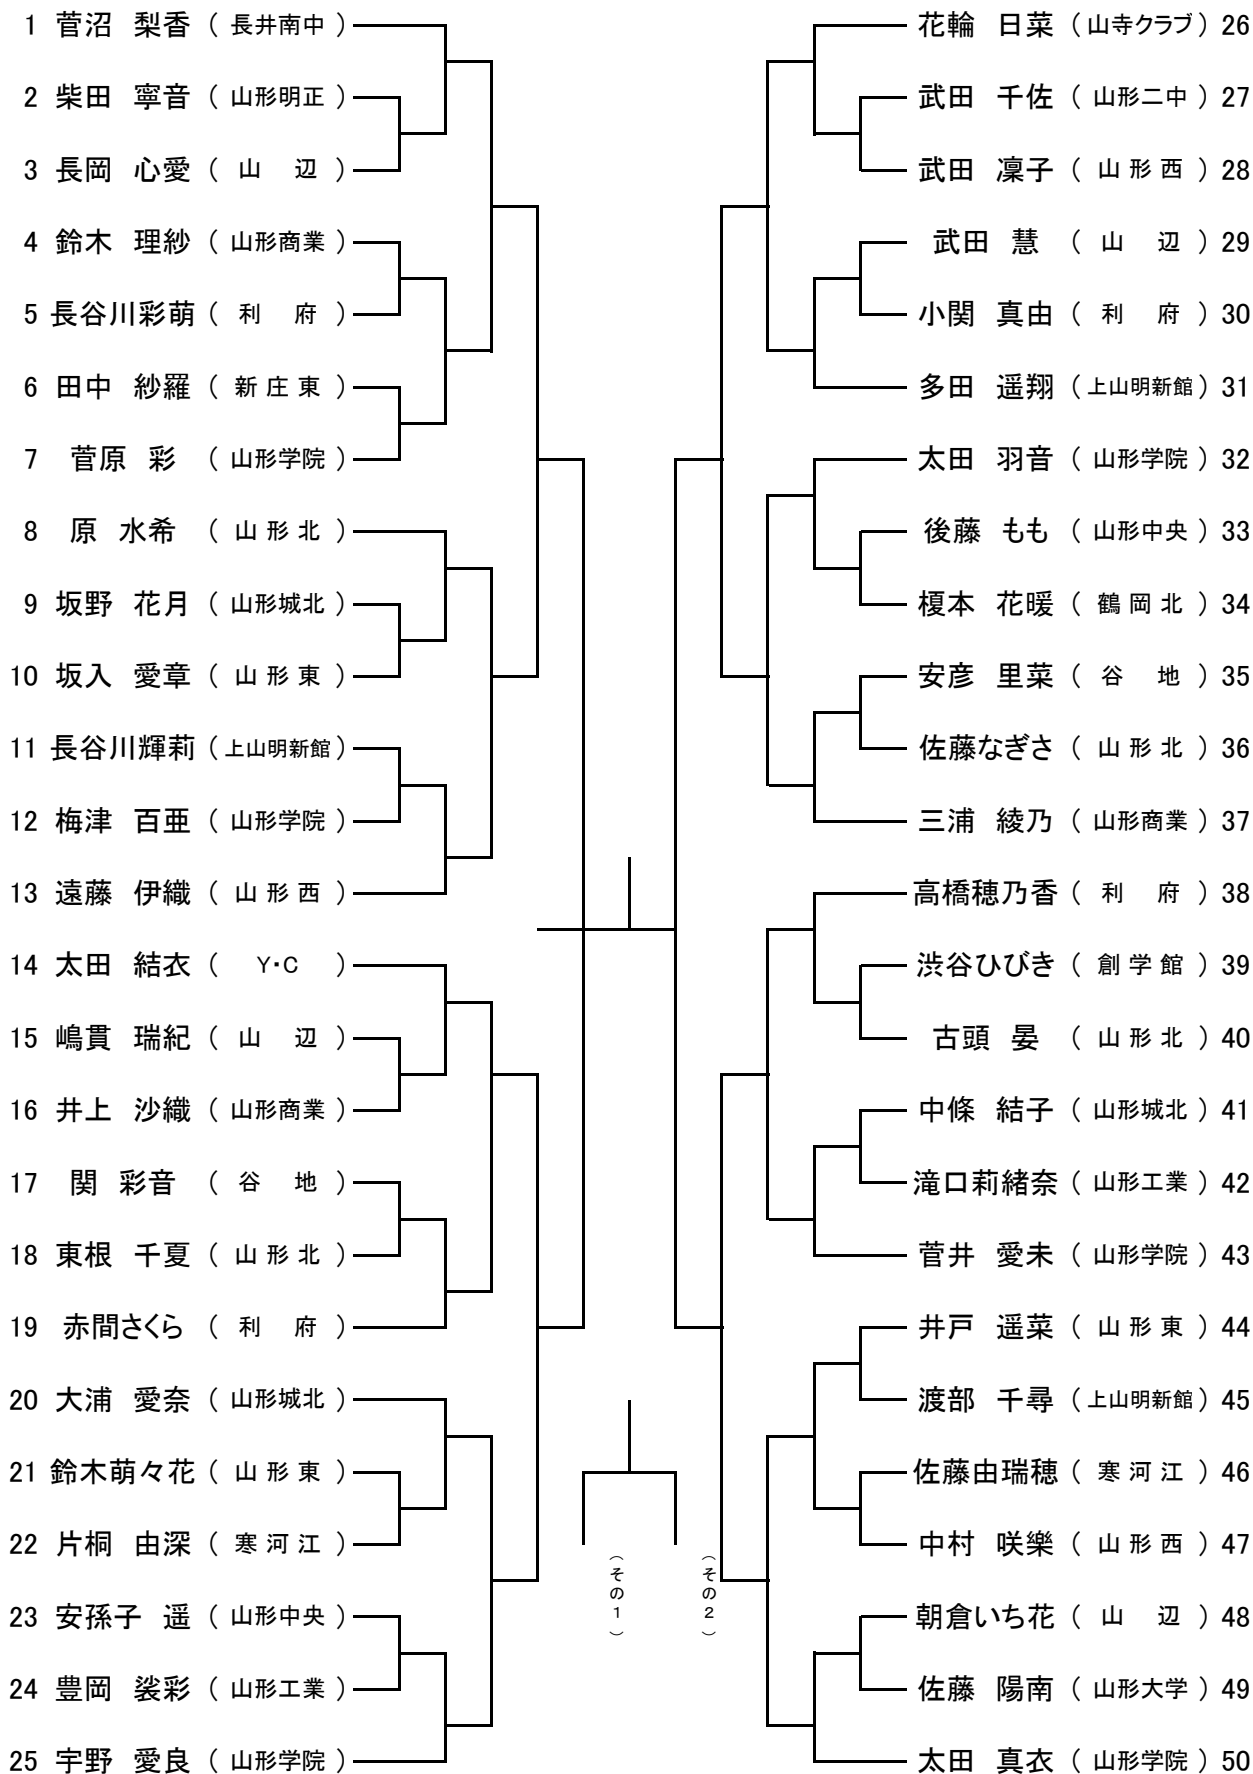 1 菅沼 梨香 ( 長井南中 )
2 柴田 寧音 ( 山形明正 )
3 長岡 心愛 ( 山 辺 )
4 鈴木 理紗 ( 山形商業 )
5 長谷川彩萌 ( 利 府 )
6 田中 紗羅 ( 新 庄 東 )
7 菅原 彩 ( 山形学院 )
8 原 水希 ( 山 形 北 )
9 坂野 花月 ( 山形城北 )
10 坂入 愛章 ( 山 形 東 )
11 長谷川輝莉 ( 上山明新館 )
12 梅津 百亜 ( 山形学院 )
13 遠藤 伊織 ( 山 形 西 )
14 太田 結衣 ( Y・C )
15 嶋貫 瑞紀 ( 山 辺 )
16 井上 沙織 ( 山形商業 )
17 関 彩音 ( 谷 地 )
18 東根 千夏 ( 山 形 北 )
19 赤間さくら ( 利 府 )
20 大浦 愛奈 ( 山形城北 )
21 鈴木萌々花 ( 山 形 東 )
22 片桐 由深 ( 寒 河 江 )
23 安孫子 遥 ( 山形中央 )
24 豊岡 裟彩 ( 山形工業 )
25 宇野 愛良 ( 山形学院 )
(その1)
(その2)
花輪 日菜 ( 山寺クラブ ) 26
武田 千佐 ( 山形二中 ) 27
武田 凜子 ( 山 形 西 ) 28
武田 慧 ( 山 辺 ) 29
小関 真由 ( 利 府 ) 30
多田 遥翔 ( 上山明新館 ) 31
太田 羽音 ( 山形学院 ) 32
後藤 もも ( 山形中央 ) 33
榎本 花暖 ( 鶴 岡 北 ) 34
安彦 里菜 ( 谷 地 ) 35
佐藤なぎさ ( 山 形 北 ) 36
三浦 綾乃 ( 山形商業 ) 37
高橋穂乃香 ( 利 府 ) 38
渋谷ひびき ( 創 学 館 ) 39
古頭 晏 ( 山 形 北 ) 40
中條 結子 ( 山形城北 ) 41
滝口莉緒奈 ( 山形工業 ) 42
菅井 愛未 ( 山形学院 ) 43
井戸 遥菜 ( 山 形 東 ) 44
渡部 千尋 ( 上山明新館 ) 45
佐藤由瑞穂 ( 寒 河 江 ) 46
中村 咲樂 ( 山 形 西 ) 47
朝倉いち花 ( 山 辺 ) 48
佐藤 陽南 ( 山形大学 ) 49
太田 真衣 ( 山形学院 ) 50